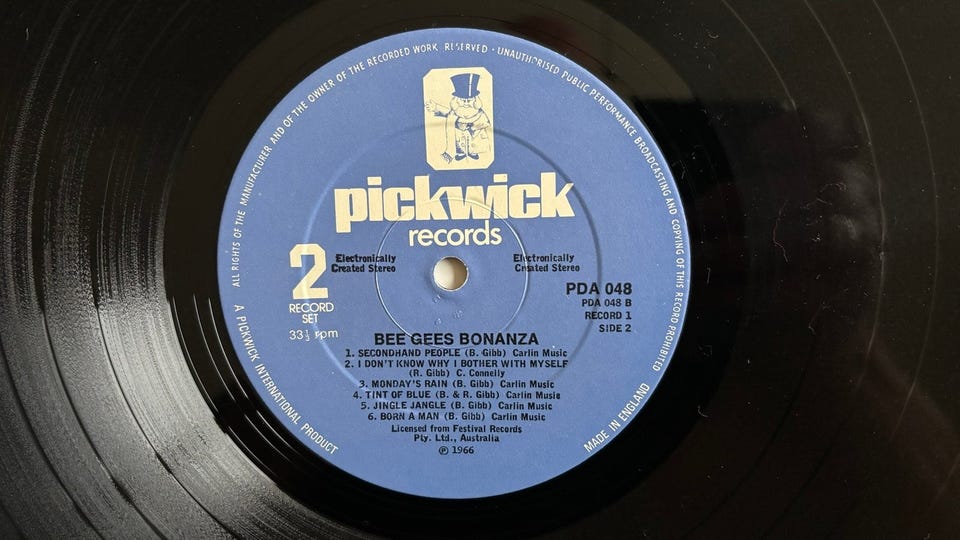 ALL RIGHTS OF THE MANUFACTURER AND OF THE OWNER OF THE RECORDED WORK RESERVED · UNAUTHORISED PUBLIC PERFORMANCE BROADCASTING AND COPYING OF THIS RECORD PROHIBITED
pickwick
records
2
RECORD
SET
33⅓ rpm
Electronically
Created Stereo
Electronically
Created Stereo
PDA 048
PDA 048 B
RECORD 1
SIDE 2
BEE GEES BONANZA
1. SECONDHAND PEOPLE (B. Gibb) Carlin Music
2. I DON'T KNOW WHY I BOTHER WITH MYSELF
(R. Gibb) C. Connelly
3. MONDAY'S RAIN (B. Gibb) Carlin Music
4. TINT OF BLUE (B. & R. Gibb) Carlin Music
5. JINGLE JANGLE (B. Gibb) Carlin Music
6. BORN A MAN (B. Gibb) Carlin Music
Licensed from Festival Records
Pty. Ltd., Australia
℗ 1966
A PICKWICK INTERNATIONAL PRODUCT
MADE IN ENGLAND